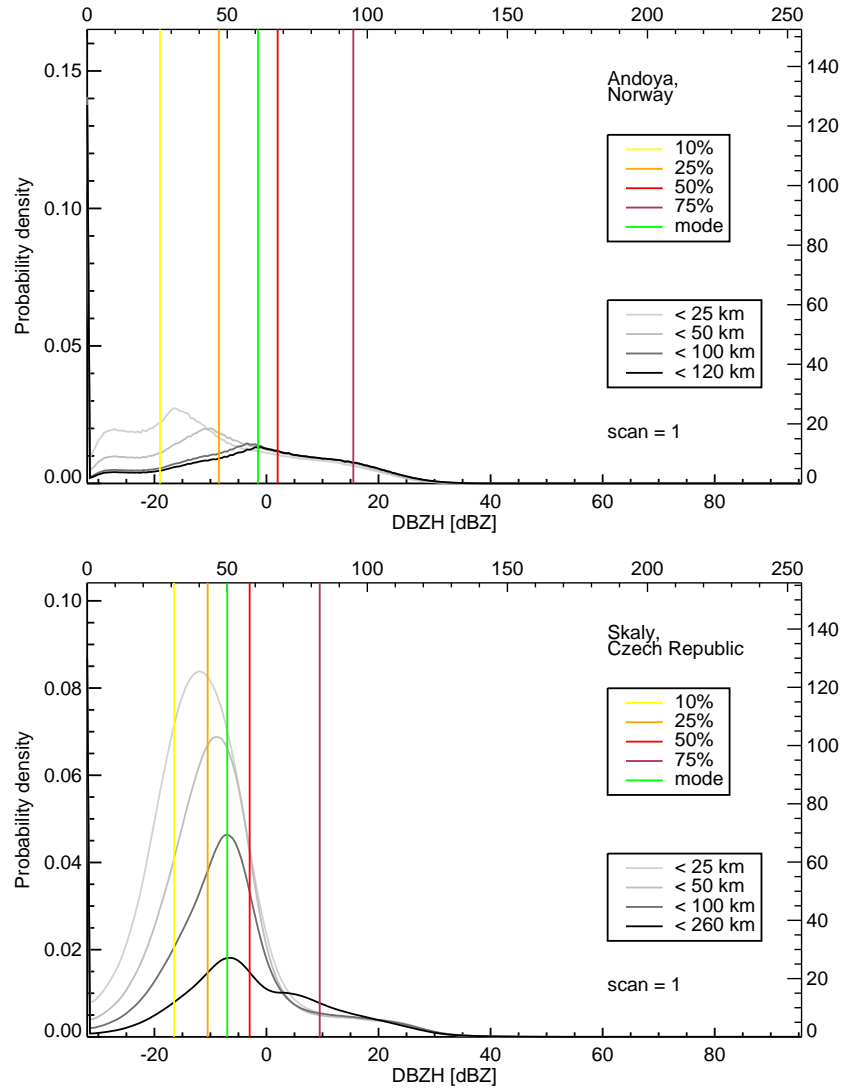 0 50 100 150 200 250
0.15
0.10
0.05
0.00
Probability density
140
120
100
80
60
40
20
0
Andoya,
Norway
10%
25%
50%
75%
mode
< 25 km
< 50 km
< 100 km
< 120 km
scan = 1
-20 0 20 40 60 80
DBZH [dBZ]
0 50 100 150 200 250
0.10
0.08
0.06
0.04
0.02
0.00
Probability density
140
120
100
80
60
40
20
0
Skaly,
Czech Republic
10%
25%
50%
75%
mode
< 25 km
< 50 km
< 100 km
< 260 km
scan = 1
-20 0 20 40 60 80
DBZH [dBZ]